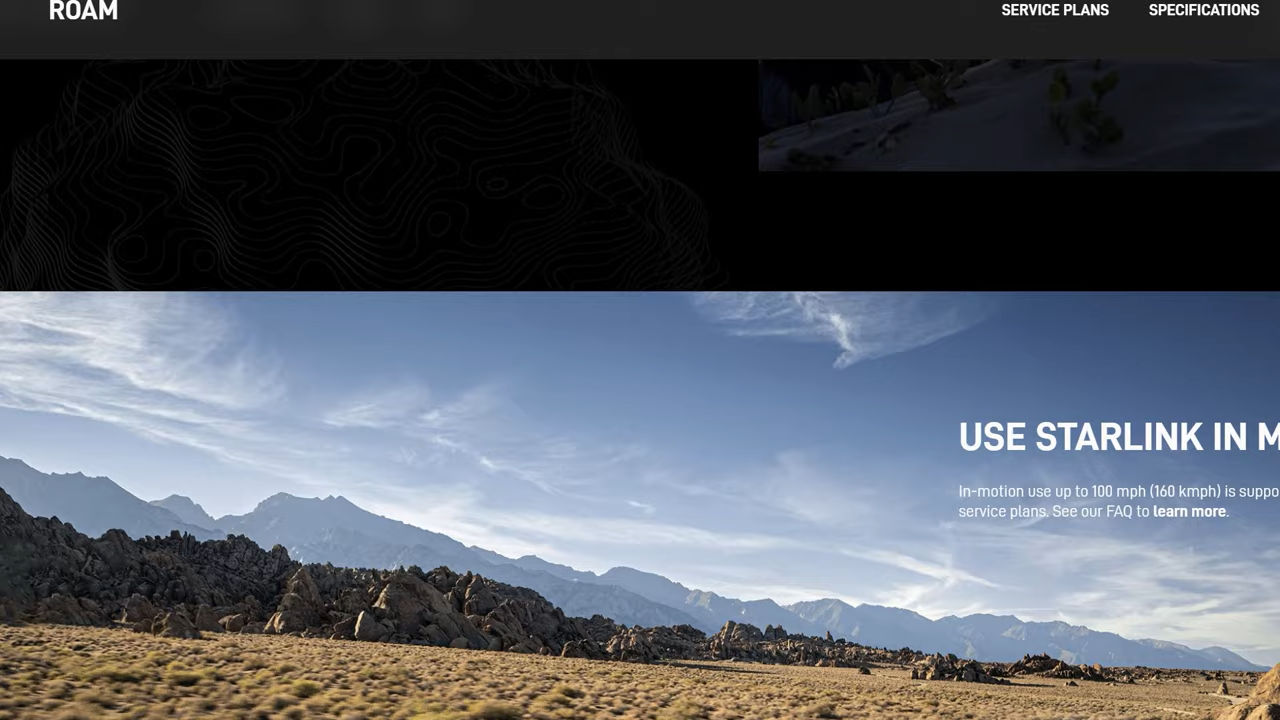 ROAM
SERVICE PLANS
SPECIFICATIONS
USE STARLINK IN
In-motion use up to 100 mph (160 kmph) is
service plans. See our FAQ to learn more.